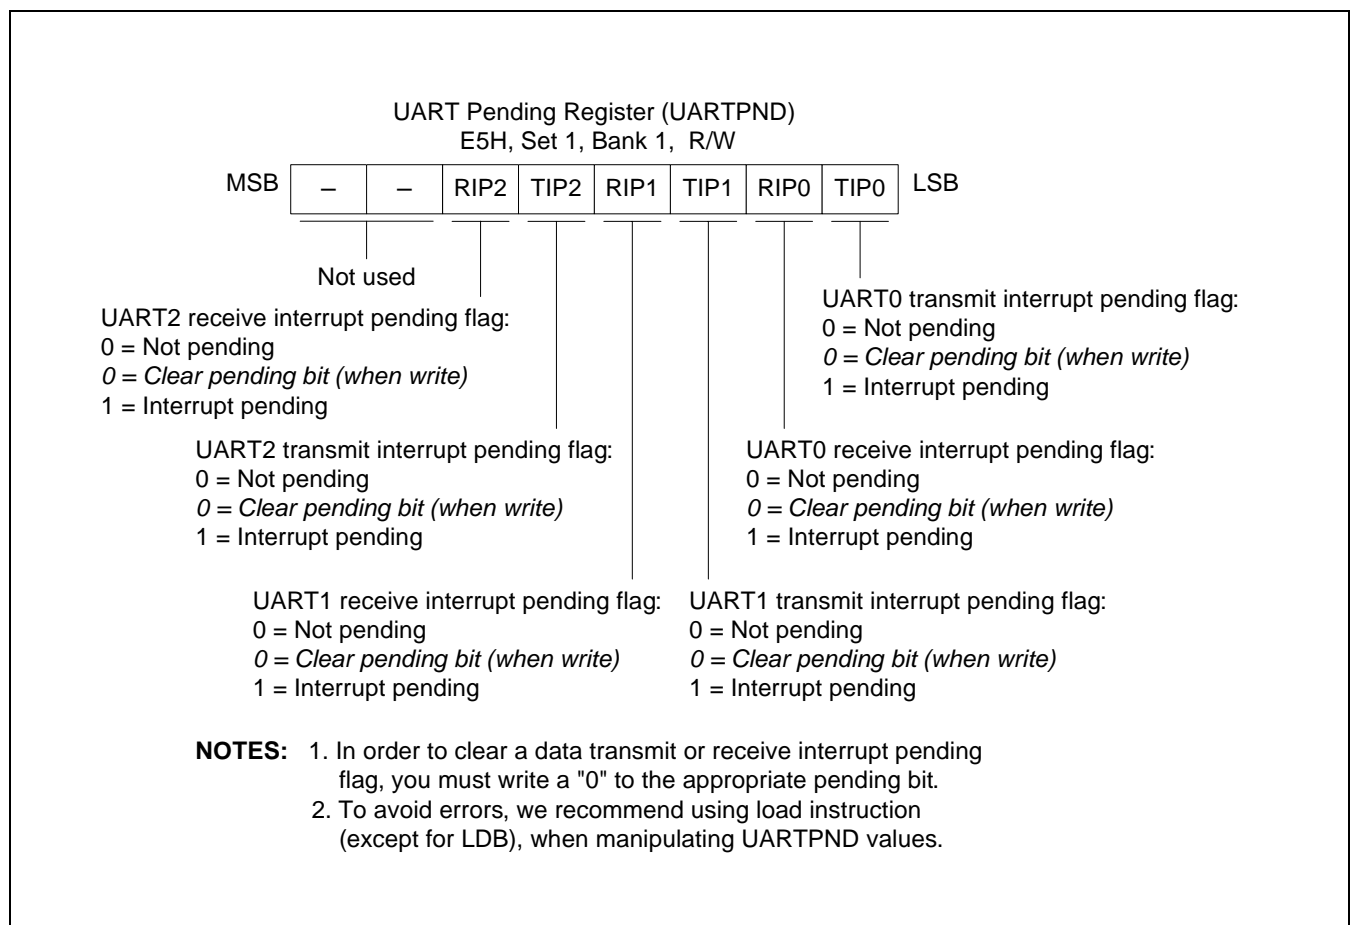 UART Pending Register (UARTPND)
E5H, Set 1, Bank 1, R/W
MSB – – RIP2 TIP2 RIP1 TIP1 RIP0 TIP0 LSB
Not used
UART2 receive interrupt pending flag:
0 = Not pending
0 = Clear pending bit (when write)
1 = Interrupt pending
UART0 transmit interrupt pending flag:
0 = Not pending
0 = Clear pending bit (when write)
1 = Interrupt pending
UART2 transmit interrupt pending flag:
0 = Not pending
0 = Clear pending bit (when write)
1 = Interrupt pending
UART0 receive interrupt pending flag:
0 = Not pending
0 = Clear pending bit (when write)
1 = Interrupt pending
UART1 receive interrupt pending flag:
0 = Not pending
0 = Clear pending bit (when write)
1 = Interrupt pending
UART1 transmit interrupt pending flag:
0 = Not pending
0 = Clear pending bit (when write)
1 = Interrupt pending
NOTES: 1. In order to clear a data transmit or receive interrupt pending
flag, you must write a "0" to the appropriate pending bit.
2. To avoid errors, we recommend using load instruction
(except for LDB), when manipulating UARTPND values.